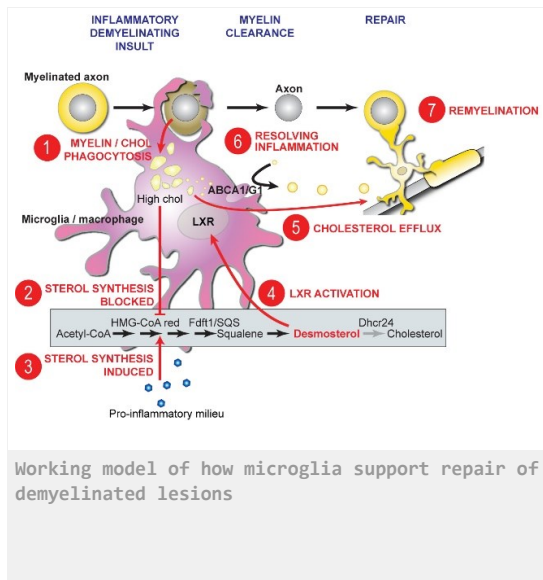 INFLAMMATORY
DEMYELINATING
INSULT
MYELIN
CLEARANCE
REPAIR
Myelinated axon
Axon
1 MYELIN / CHOL
PHAGOCYTOSIS
6 RESOLVING
INFLAMMATION
7 REMYELINATION
High chol
ABCA1/G1
Microglia / macrophage
LXR
5 CHOLESTEROL EFFLUX
2 STEROL SYNTHESIS
BLOCKED
4 LXR ACTIVATION
HMG-CoA red
Fdft1/SQS
Dhcr24
Acetyl-CoA
Squalene
Desmosterol
Cholesterol
3 STEROL SYNTHESIS
INDUCED
Pro-inflammatory milieu
Working model of how microglia support repair of
demyelinated lesions